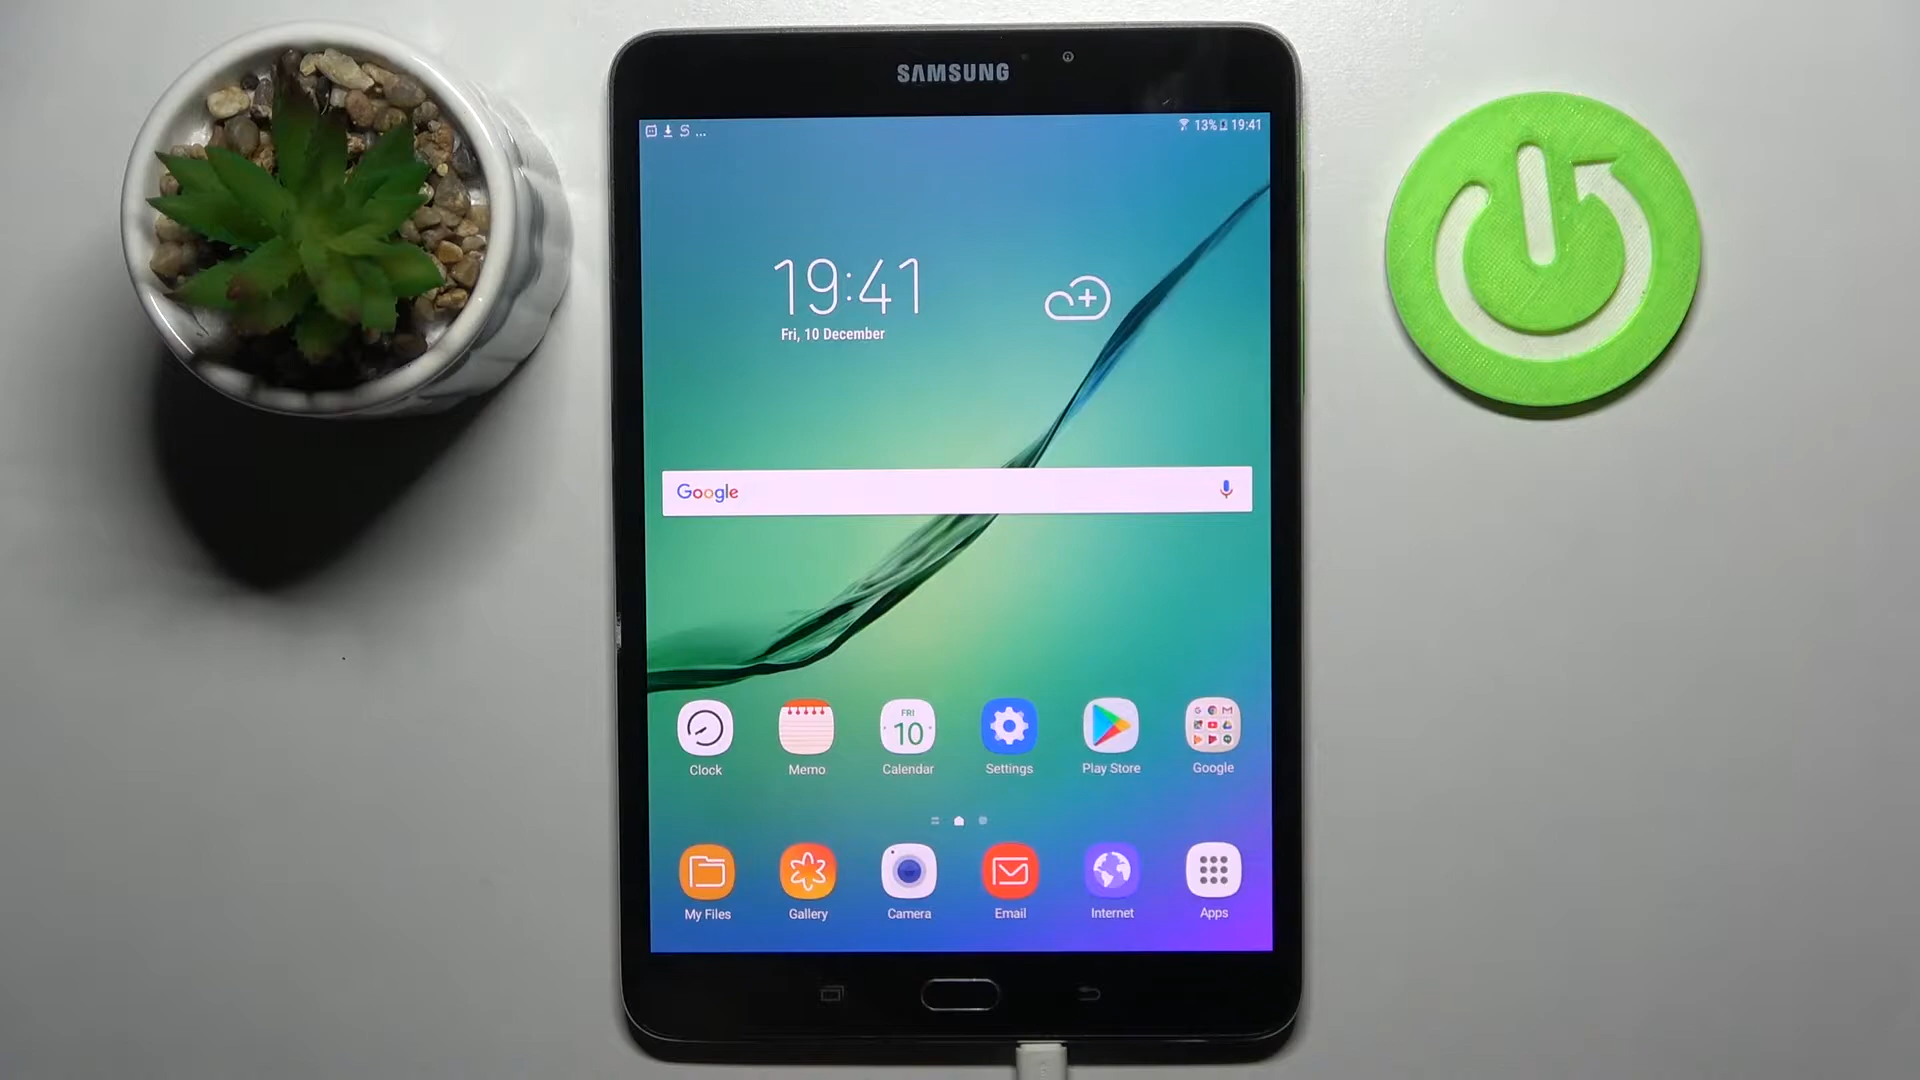 SAMSUNG
... 13% 19:41
19:41
Fri, 10 December
Google
FRI
10
Clock Memo Calendar Settings Play Store Google
My Files Gallery Camera Email Internet Apps